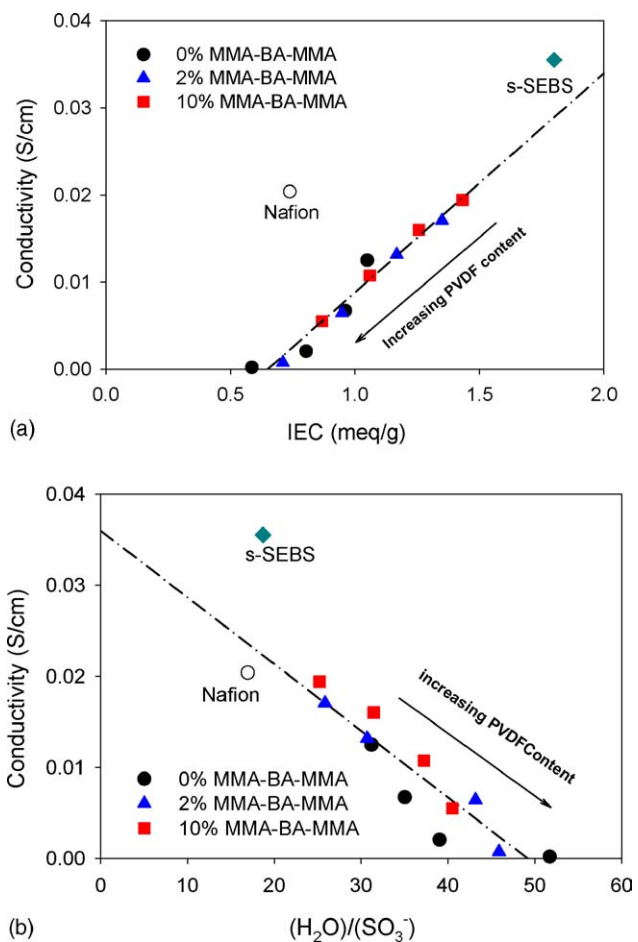 0.04
0% MMA-BA-MMA
2% MMA-BA-MMA
s-SEBS
10% MMA-BA-MMA
0.03
Conductivity (S/cm)
0.02
Nafion
Increasing PVDF content
0.01
0.00
0.0 0.5 1.0 1.5 2.0
(a)
IEC (meq/g)
0.04
s-SEBS
0.03
Conductivity (S/cm)
0.02
Nafion
increasing PVDFContent
0.01
0% MMA-BA-MMA
2% MMA-BA-MMA
10% MMA-BA-MMA
0.00
0 10 20 30 40 50 60
(b)
(H₂O)/(SO₃⁻)